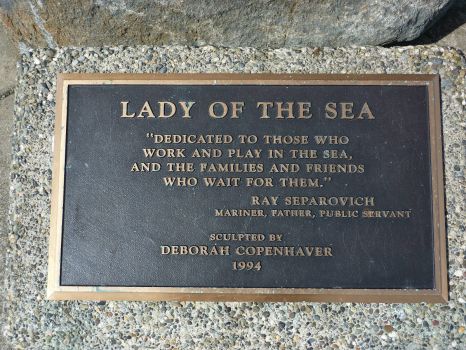 LADY OF THE SEA
"DEDICATED TO THOSE WHO
WORK AND PLAY IN THE SEA,
AND THE FAMILIES AND FRIENDS
WHO WAIT FOR THEM."
RAY SEPAROVICH
MARINER, FATHER, PUBLIC SERVANT
SCULPTED BY
DEBORAH COPENHAVER
1994